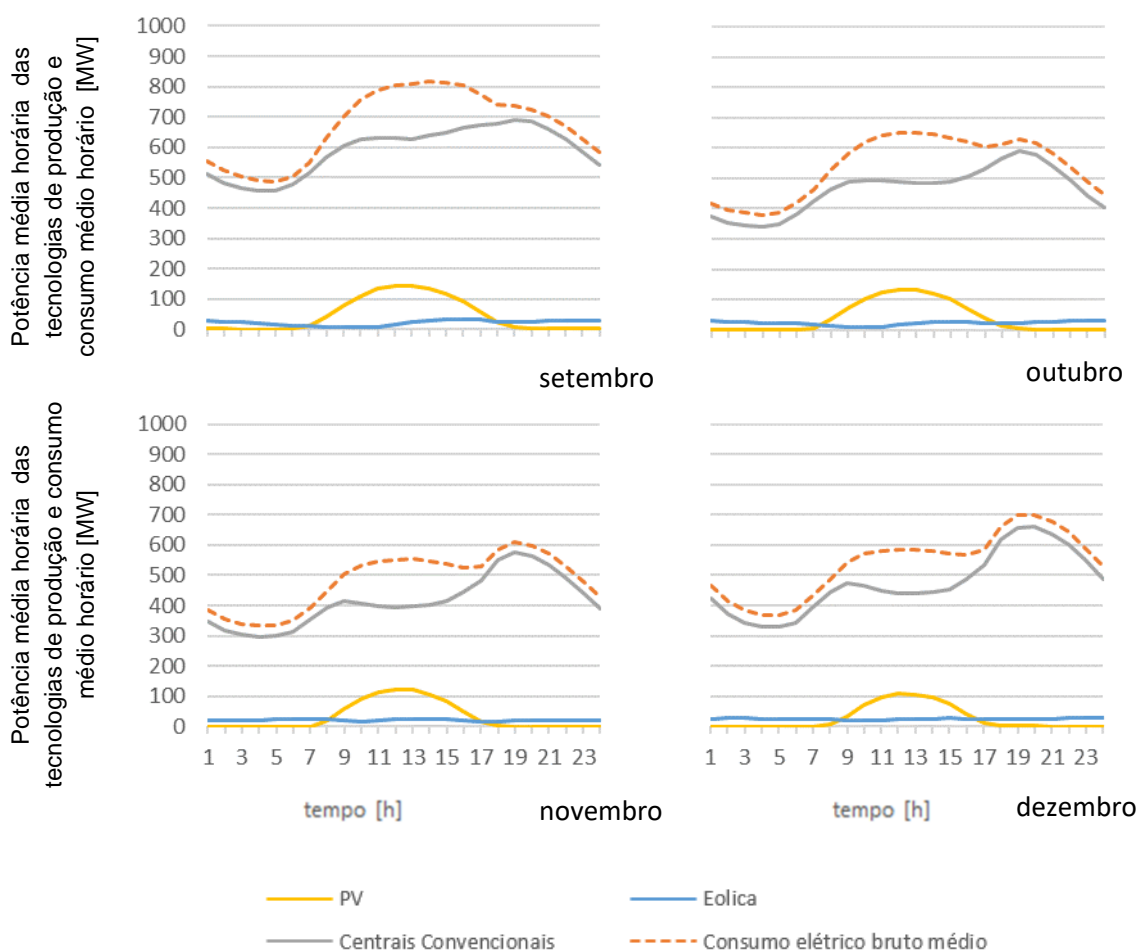 Potência média horária das
tecnologias de produção e
consumo médio horário [MW]
1000
900
800
700
600
500
400
300
200
100
0
setembro
outubro
Potência média horária das
tecnologias de produção e consumo
médio horário [MW]
1000
900
800
700
600
500
400
300
200
100
0
1 3 5 7 9 11 13 15 17 19 21 23
1 3 5 7 9 11 13 15 17 19 21 23
tempo [h]
novembro
tempo [h]
dezembro
PV
Eolica
Centrais Convencionais
Consumo elétrico bruto médio